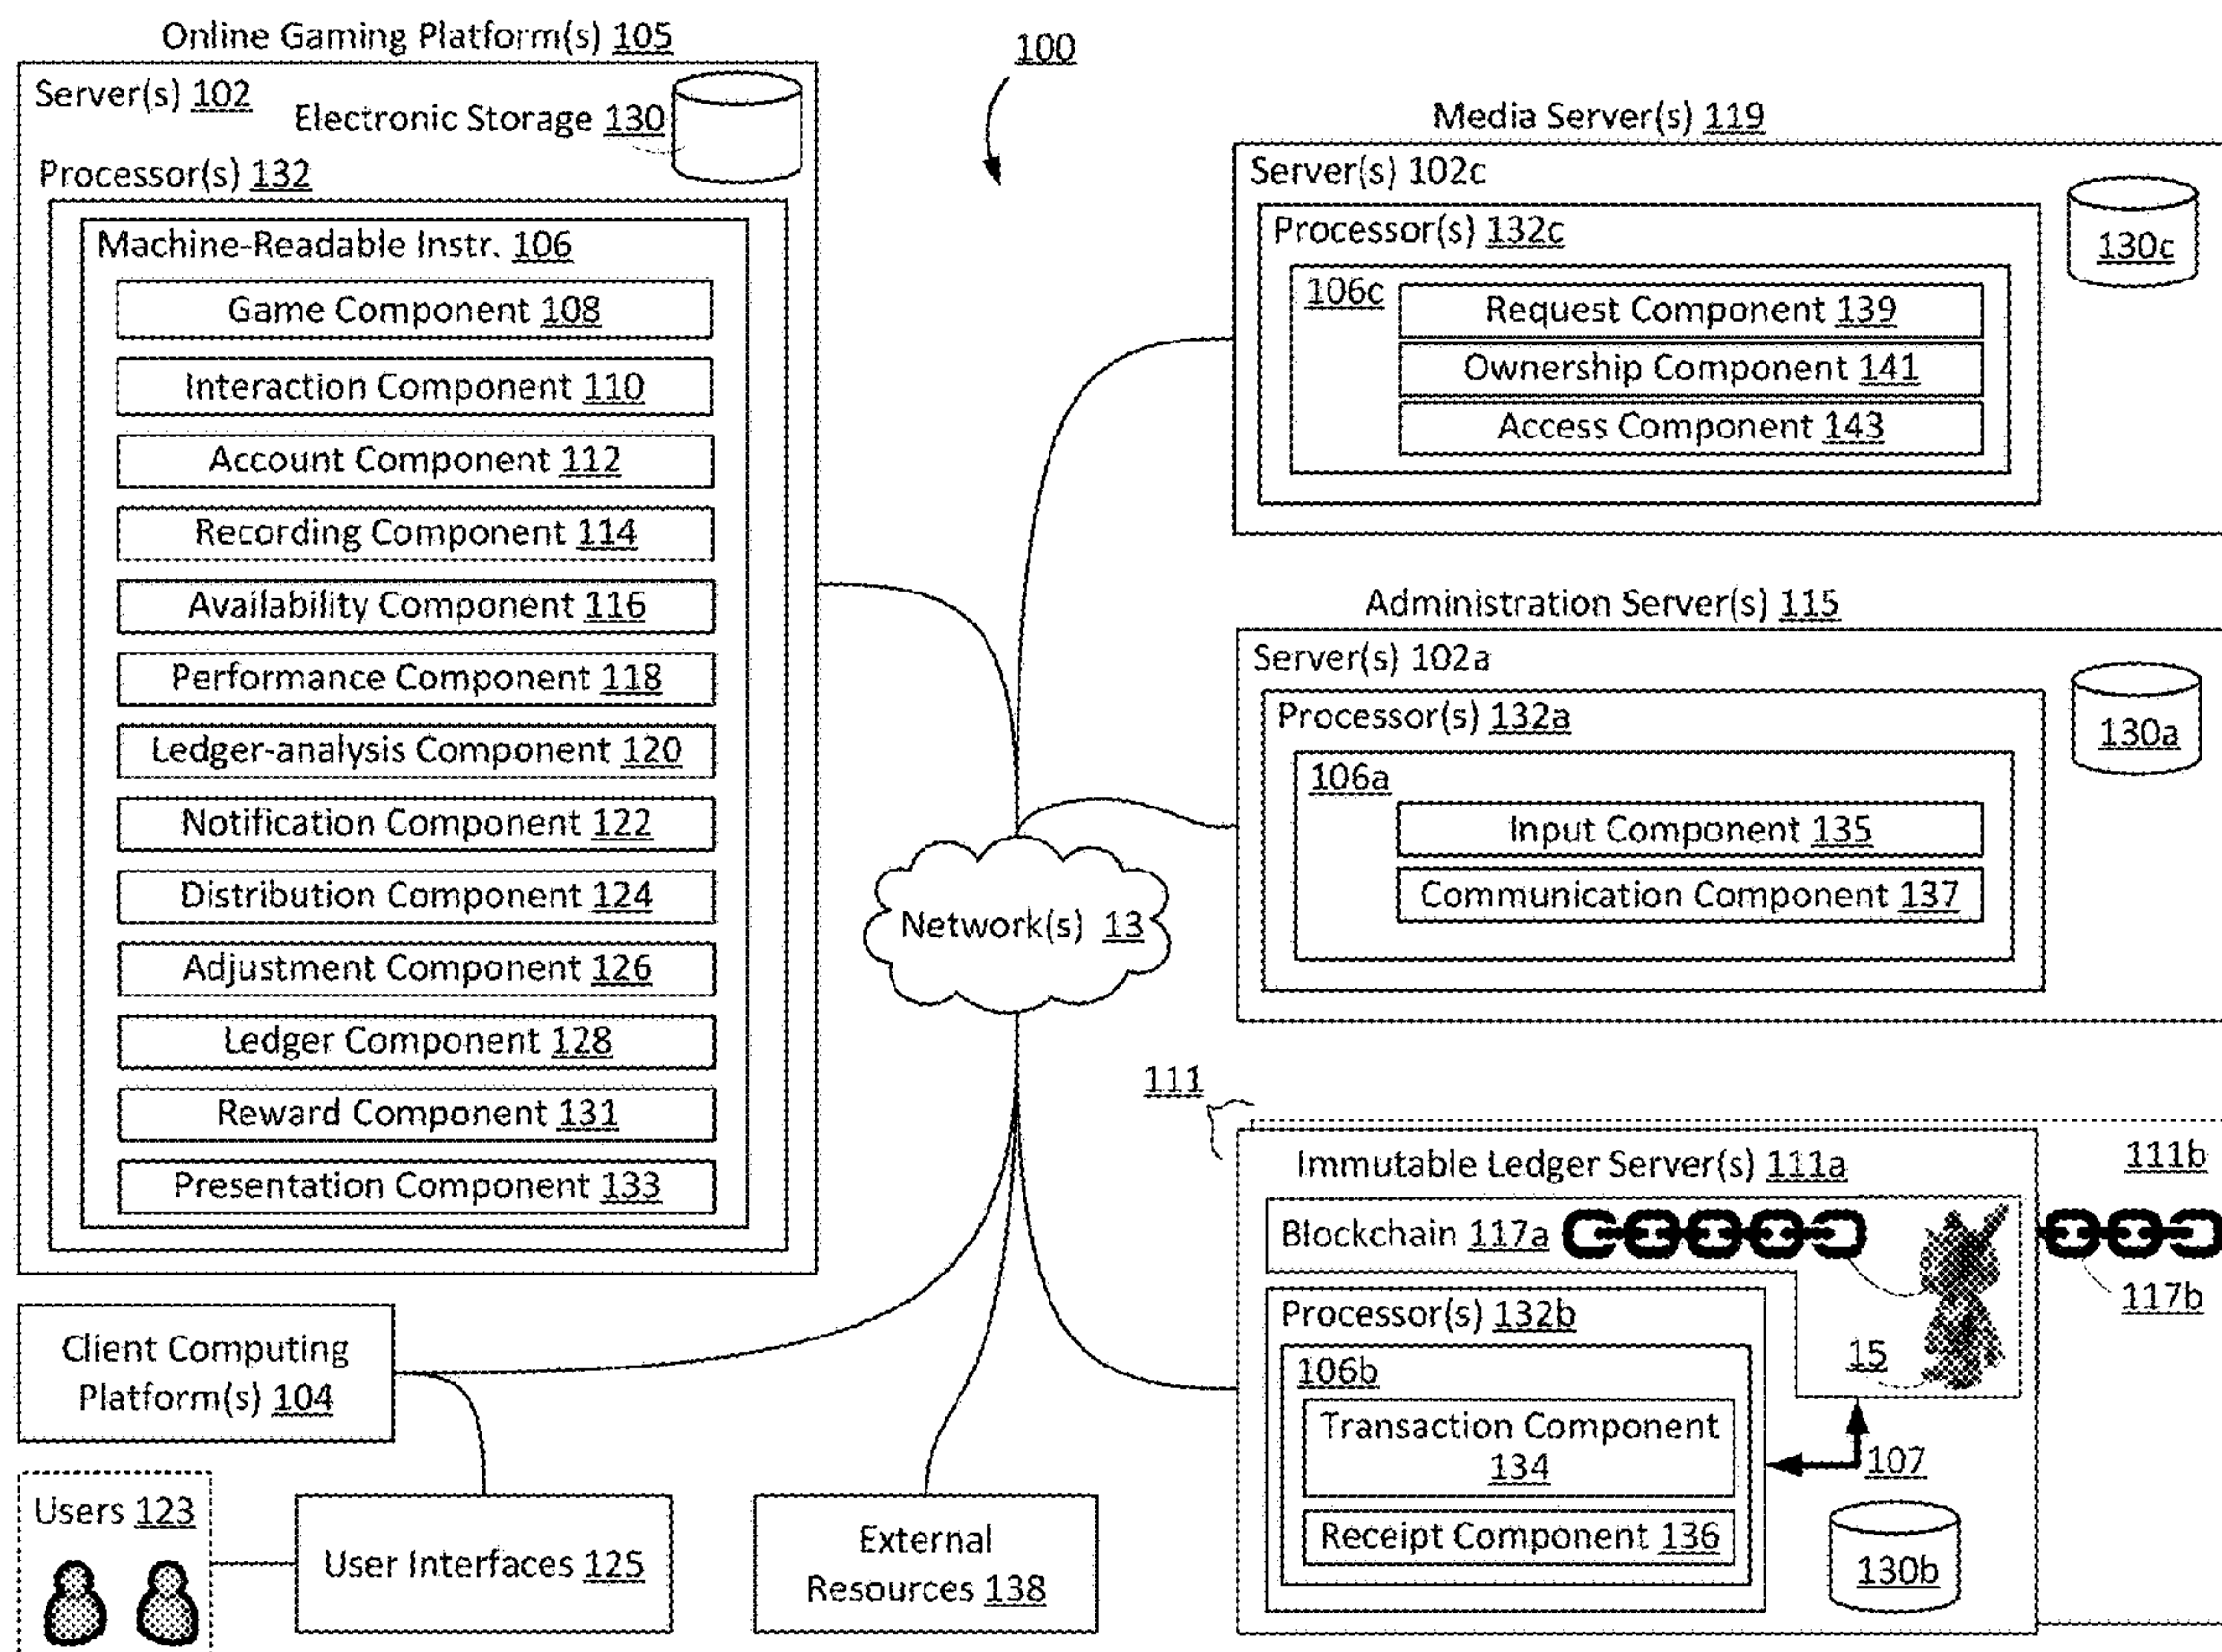 Online Gaming Platform(s) 105
Server(s) 102
Electronic Storage 130
Processor(s) 132
Machine-Readable Instr. 106
Game Component 108
Interaction Component 110
Account Component 112
Recording Component 114
Availability Component 116
Performance Component 118
Ledger-analysis Component 120
Notification Component 122
Distribution Component 124
Adjustment Component 126
Ledger Component 128
Reward Component 131
Presentation Component 133
100
Media Server(s) 119
Server(s) 102c
Processor(s) 132c
130c
106c
Request Component 139
Ownership Component 141
Access Component 143
Administration Server(s) 115
Server(s) 102a
Processor(s) 132a
130a
106a
Input Component 135
Communication Component 137
Network(s) 13
111
Immutable Ledger Server(s) 111a
111b
Blockchain 117a
117b
Processor(s) 132b
15
106b
Transaction Component
134
107
Receipt Component 136
130b
Client Computing
Platform(s) 104
Users 123
User Interfaces 125
External
Resources 138